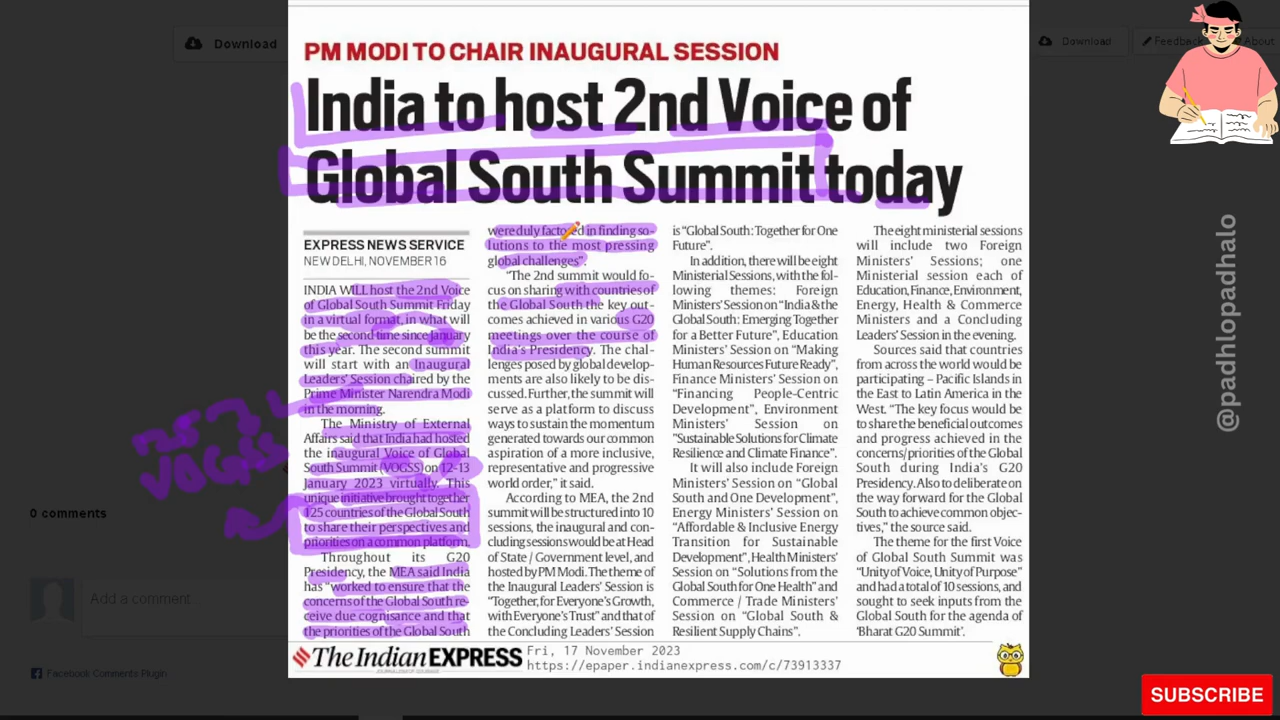 Download
Download
Feedback
About
PM MODI TO CHAIR INAUGURAL SESSION
India to host 2nd Voice of
Global South Summit today
EXPRESS NEWS SERVICE
NEW DELHI, NOVEMBER 16
INDIA WILL host the 2nd Voice
of Global South Summit Friday
in a virtual format, in what will
be the second time since January
this year. The second summit
will start with an Inaugural
Leaders' Session chaired by the
Prime Minister Narendra Modi
in the morning.
The Ministry of External
Affairs said that India had hosted
the inaugural Voice of Global
South Summit (VOGSS) on 12-13
January 2023 virtually. This
unique initiative brought together
125 countries of the Global South
to share their perspectives and
priorities on a common platform.
Throughout its G20
Presidency, the MEA said India
has "worked to ensure that the
concerns of the Global South re-
ceive due cognisance and that
the priorities of the Global South
were duly factored in finding so-
lutions to the most pressing
global challenges".
"The 2nd summit would fo-
cus on sharing with countries of
the Global South the key out-
comes achieved in various G20
meetings over the course of
India's Presidency. The chal-
lenges posed by global develop-
ments are also likely to be dis-
cussed. Further, the summit will
serve as a platform to discuss
ways to sustain the momentum
generated towards our common
aspiration of a more inclusive,
representative and progressive
world order," it said.
According to MEA, the 2nd
summit will be structured into 10
sessions, the inaugural and con-
cluding sessions would be at Head
of State / Government level, and
hosted by PM Modi. The theme of
the Inaugural Leaders' Session is
"Together, for Everyone's Growth,
with Everyone's Trust" and that of
the Concluding Leaders' Session
is "Global South: Together for One
Future".
In addition, there will be eight
Ministerial Sessions, with the fol-
lowing themes: Foreign
Ministers' Session on "India & the
Global South: Emerging Together
for a Better Future", Education
Ministers' Session on "Making
Human Resources Future Ready",
Finance Ministers' Session on
"Financing People-Centric
Development", Environment
Ministers' Session on
"Sustainable Solutions for Climate
Resilience and Climate Finance".
It will also include Foreign
Ministers' Session on "Global
South and One Development",
Energy Ministers' Session on
"Affordable & Inclusive Energy
Transition for Sustainable
Development", Health Ministers'
Session on "Solutions from the
Global South for One Health" and
Commerce / Trade Ministers'
Session on "Global South &
Resilient Supply Chains".
The eight ministerial sessions
will include two Foreign
Ministers' Sessions; one
Ministerial session each of
Education, Finance, Environment,
Energy, Health & Commerce
Ministers and a Concluding
Leaders' Session in the evening.
Sources said that countries
from across the world would be
participating – Pacific Islands in
the East to Latin America in the
West. "The key focus would be
to share the beneficial outcomes
and progress achieved in the
concerns/priorities of the Global
South during India's G20
Presidency. Also to deliberate on
the way forward for the Global
South to achieve common objec-
tives," the source said.
The theme for the first Voice
of Global South Summit was
"Unity of Voice, Unity of Purpose"
and had a total of 10 sessions, and
sought to seek inputs from the
Global South for the agenda of
'Bharat G20 Summit'.
VOGSS
0 comments
Add a comment
Facebook Comments Plugin
The Indian EXPRESS
Fri, 17 November 2023
https://epaper.indianexpress.com/c/73913337
@padhlopadhalo
SUBSCRIBE